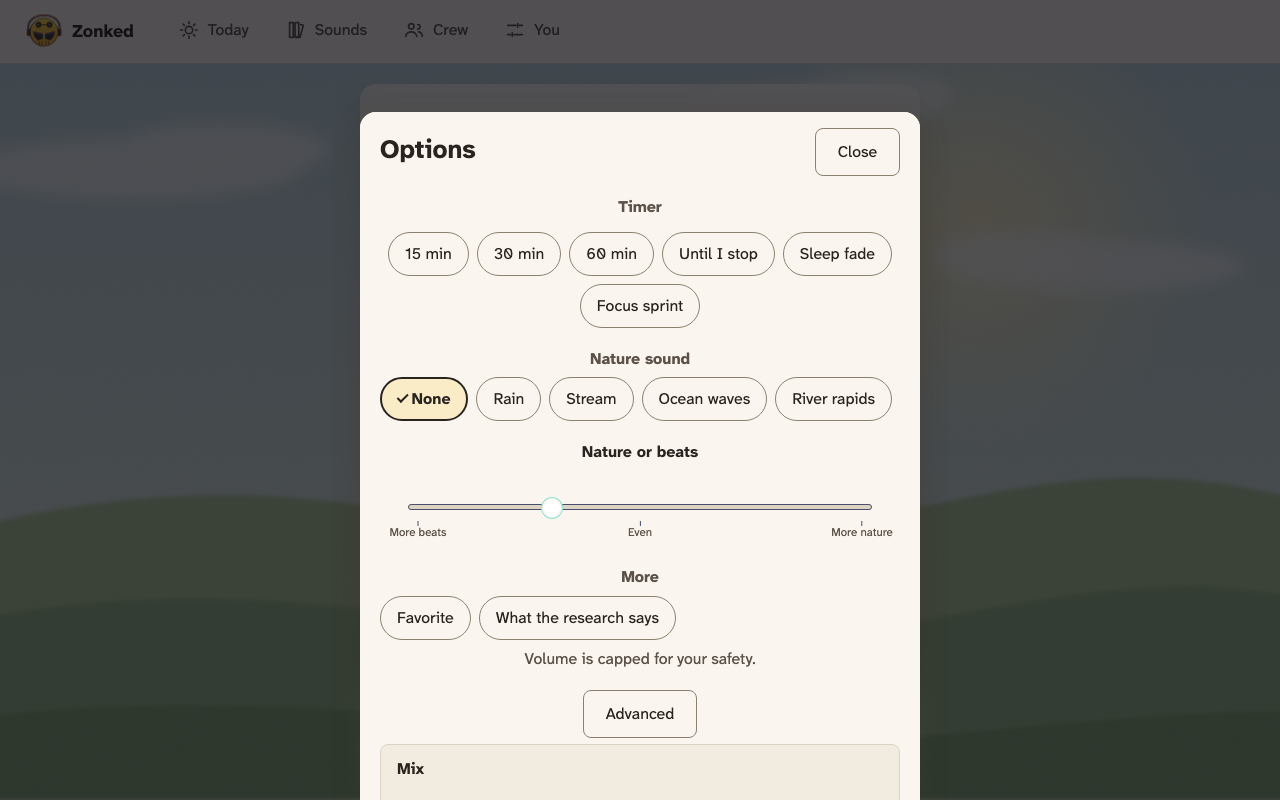 Zonked Today Sounds Crew You
Options Close
Timer
15 min 30 min 60 min Until I stop Sleep fade
Focus sprint
Nature sound
None Rain Stream Ocean waves River rapids
Nature or beats
More beats Even More nature
More
Favorite What the research says
Volume is capped for your safety.
Advanced
Mix